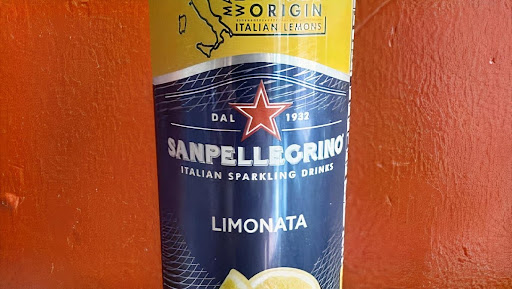 ORIGIN
ITALIAN LEMONS
DAL 1932
SANPELLEGRINO
ITALIAN SPARKLING DRINKS
LIMONATA